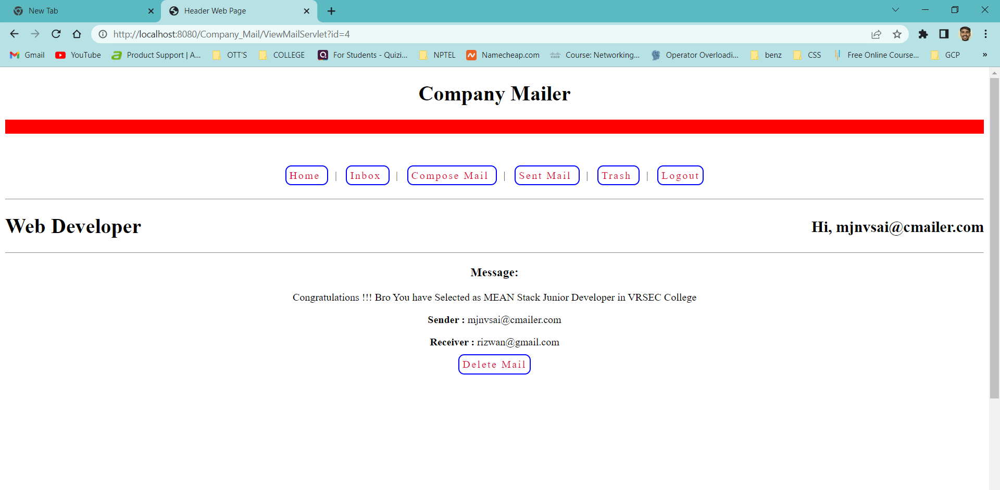 New Tab
Header Web Page
http://localhost:8080/Company_Mail/ViewMailServlet?id=4
Gmail YouTube Product Support | A... OTT'S COLLEGE For Students - Quizi... NPTEL Namecheap.com Course: Networking... Operator Overloadi... benz CSS Free Online Course... GCP »
Company Mailer
Home | Inbox | Compose Mail | Sent Mail | Trash | Logout
Web Developer
Hi, mjnvsai@cmailer.com
Message:
Congratulations !!! Bro You have Selected as MEAN Stack Junior Developer in VRSEC College
Sender : mjnvsai@cmailer.com
Receiver : rizwan@gmail.com
Delete Mail